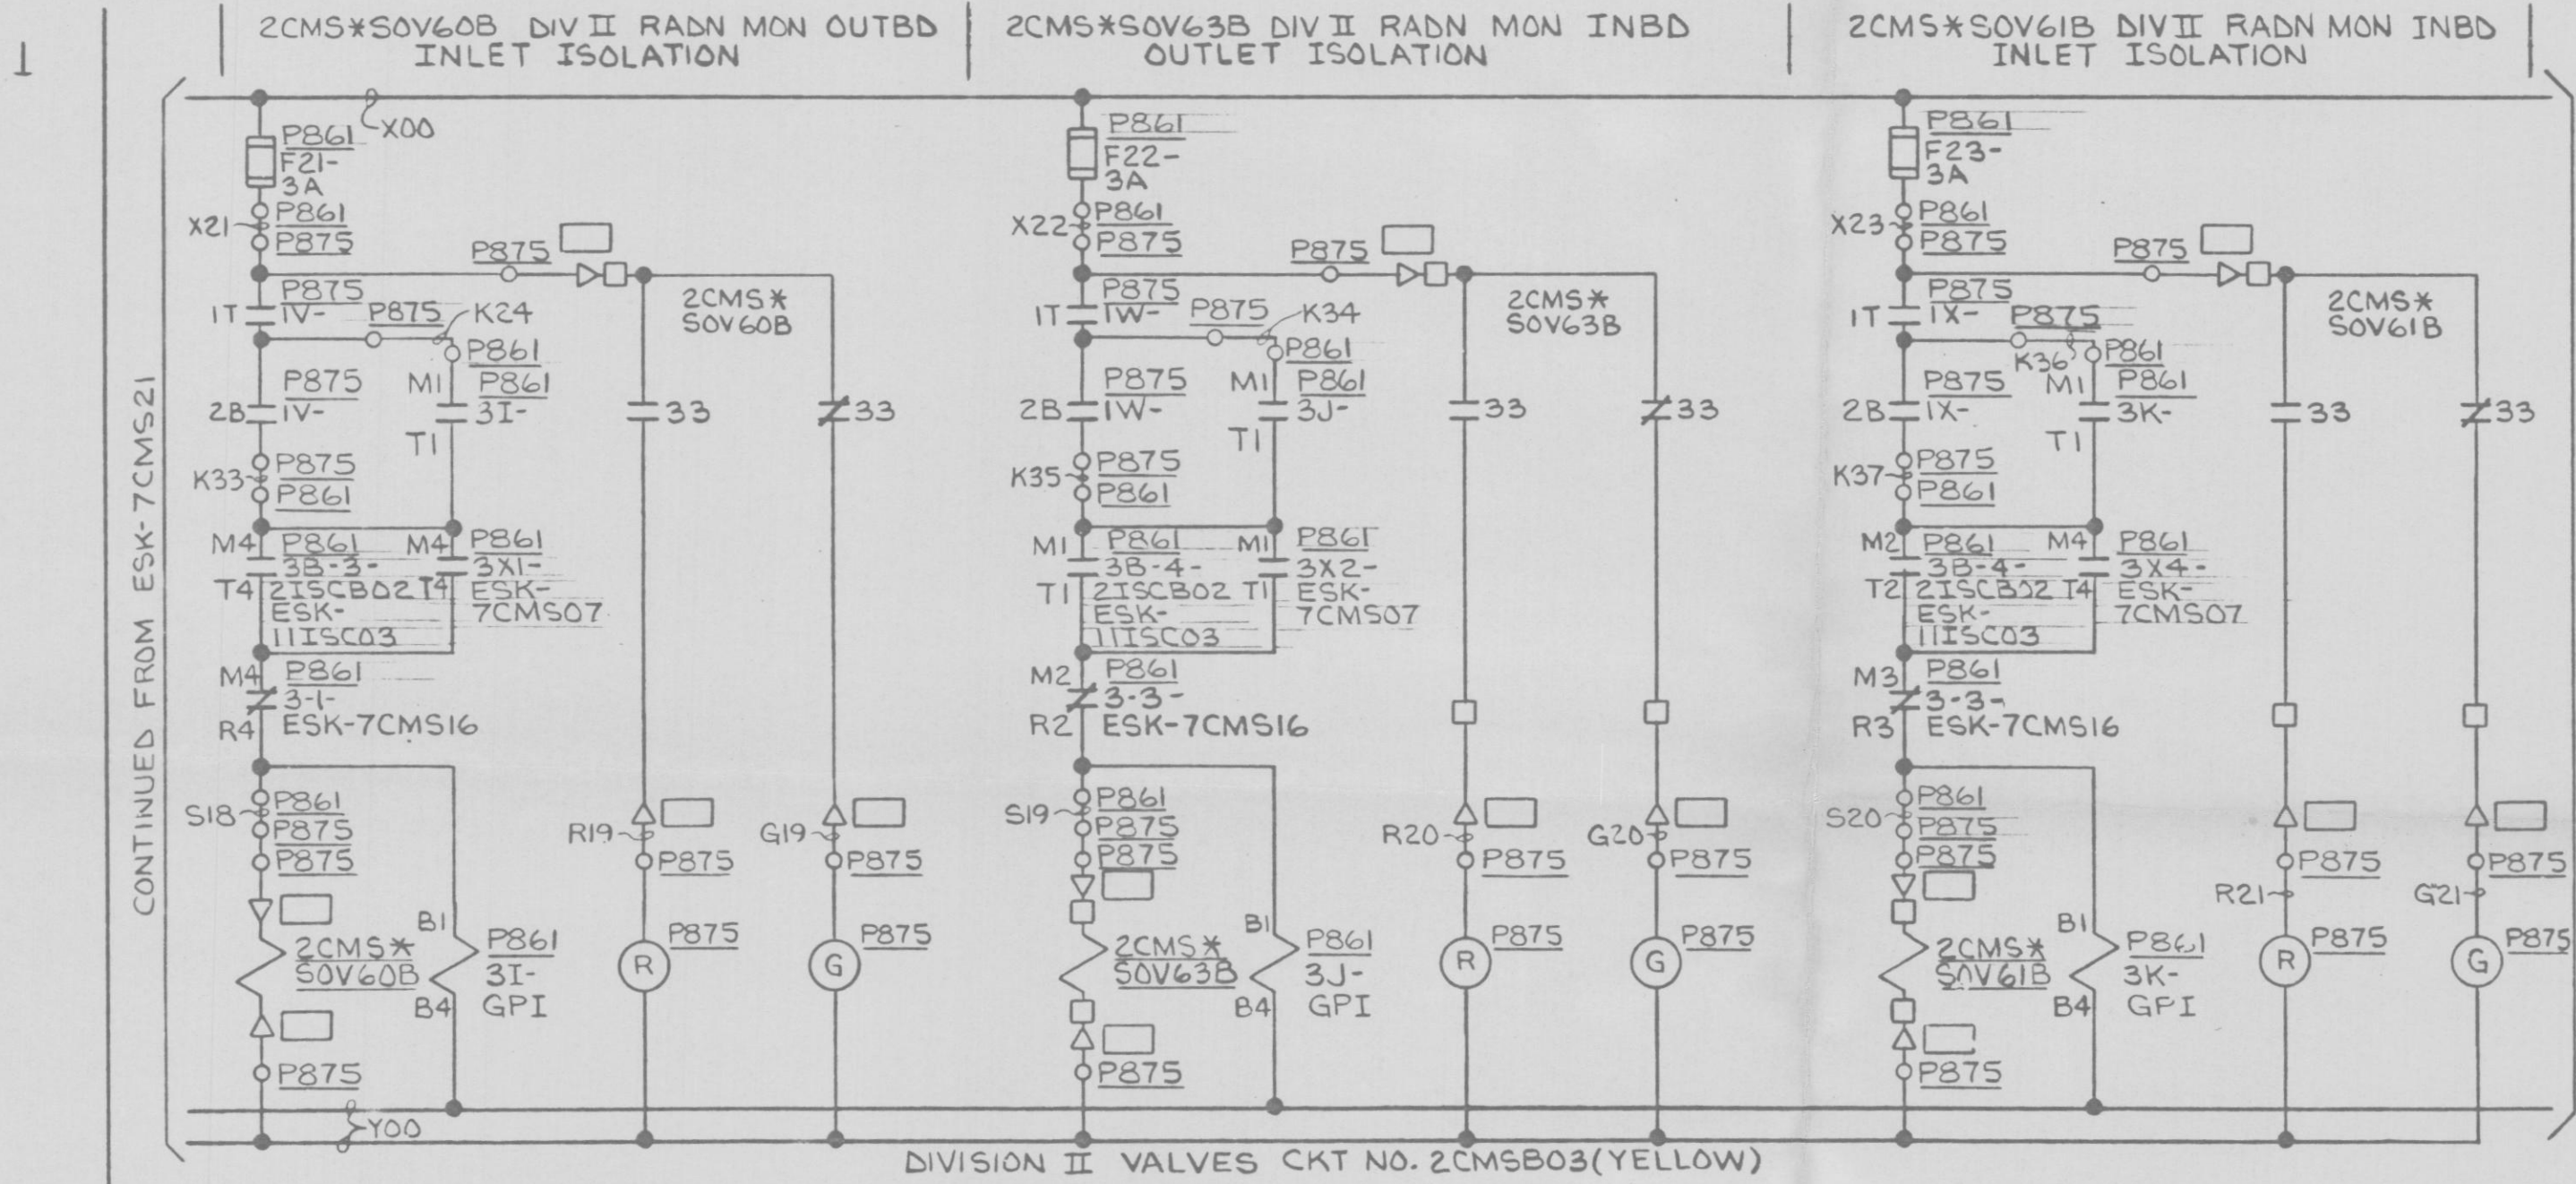 2CMS*SOV60B DIV II RADN MON OUTBD
INLET ISOLATION
2CMS*SOV63B DIV II RADN MON INBD
OUTLET ISOLATION
2CMS*SOV61B DIV II RADN MON INBD
INLET ISOLATION
CONTINUED FROM ESK-7CMS21
X00
P861
F21-
3A
X21
P861
P875
P875
1T
P875
1V-
P875
K24
P861
2CMS*
SOV60B
2B
P875
1V-
M1
P861
3I-
T1
33
33
K33
P875
P861
M4
P861
3B-3-
T4
2ISCB02
ESK-
11ISC03
M4
P861
3X1-
T4
ESK-
7CMS07
M4
P861
3-1-
R4
ESK-7CMS16
S18
P861
P875
P875
R19
P875
G19
P875
2CMS*
SOV60B
B1
P861
3I-
GPI
B4
R
P875
G
P875
P875
Y00
P861
F22-
3A
X22
P861
P875
P875
1T
P875
1W-
P875
K34
P861
2CMS*
SOV63B
2B
P875
1W-
M1
P861
3J-
T1
33
33
K35
P875
P861
M1
P861
3B-4-
T1
2ISCB02
ESK-
11ISC03
M1
P861
3X2-
T1
ESK-
7CMS07
M2
P861
3-3-
R2
ESK-7CMS16
S19
P861
P875
P875
R20
P875
G20
P875
2CMS*
SOV63B
B1
P861
3J-
GPI
B4
R
P875
G
P875
P875
P861
F23-
3A
X23
P861
P875
P875
1T
P875
1X-
P875
K36
P861
2CMS*
SOV61B
2B
P875
1X-
M1
P861
3K-
T1
33
33
K37
P875
P861
M2
P861
3B-4-
T2
2ISCB02
ESK-
11ISC03
M4
P861
3X4-
T4
ESK-
7CMS07
M3
P861
3-3-
R3
ESK-7CMS16
S20
P861
P875
P875
P875
R21
P875
G21
2CMS*
SOV61B
B1
P861
3K-
GPI
B4
R
P875
G
P875
P875
DIVISION II VALVES CKT NO. 2CMSB03(YELLOW)